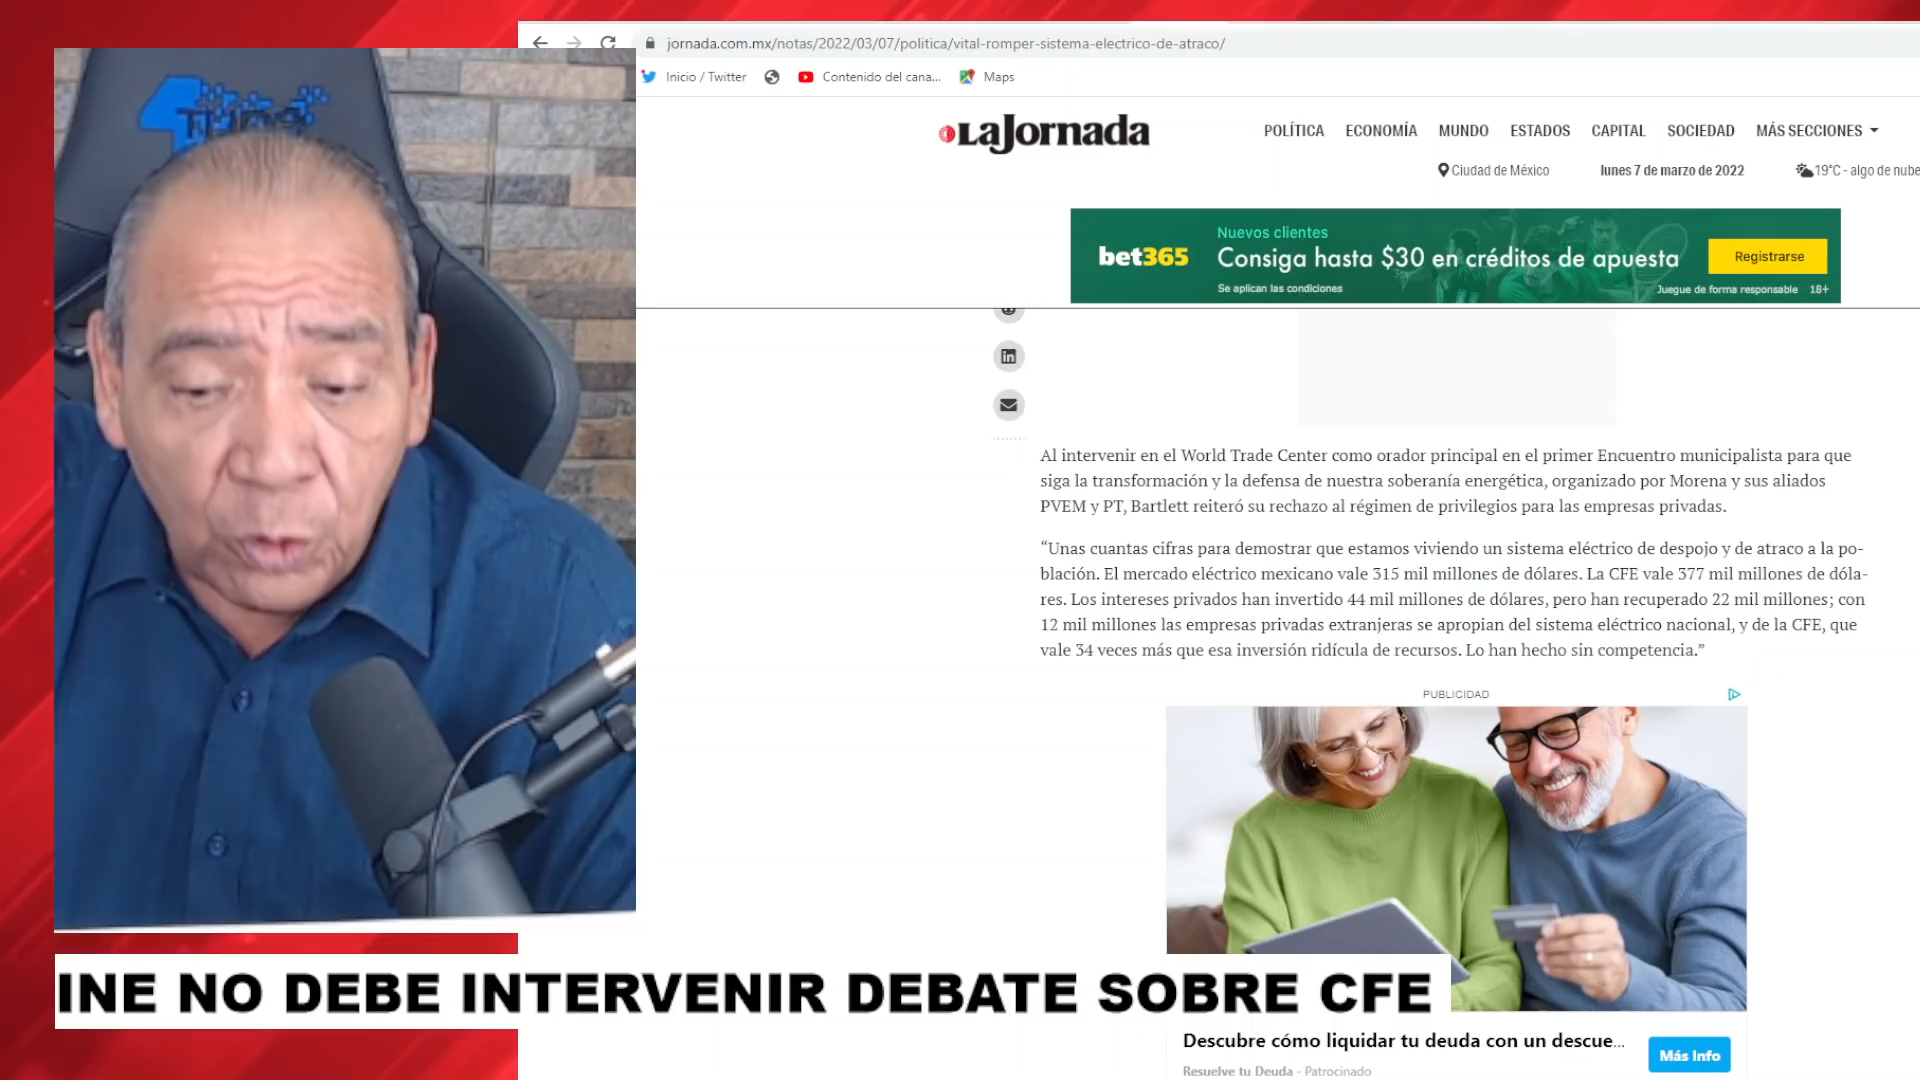 jornada.com.mx/notas/2022/03/07/politica/vital-romper-sistema-electrico-de-atraco/
Inicio / Twitter
Contenido del cana...
Maps
LaJornada
POLÍTICA ECONOMÍA MUNDO ESTADOS CAPITAL SOCIEDAD MÁS SECCIONES
Ciudad de México
lunes 7 de marzo de 2022
19°C - algo de nube
bet365
Nuevos clientes
Consiga hasta $30 en créditos de apuesta
Se aplican las condiciones
Registrarse
Juegue de forma responsable 18+
Al intervenir en el World Trade Center como orador principal en el primer Encuentro municipalista para que
siga la transformación y la defensa de nuestra soberanía energética, organizado por Morena y sus aliados
PVEM y PT, Bartlett reiteró su rechazo al régimen de privilegios para las empresas privadas.
“Unas cuantas cifras para demostrar que estamos viviendo un sistema eléctrico de despojo y de atraco a la po-
blación. El mercado eléctrico mexicano vale 315 mil millones de dólares. La CFE vale 377 mil millones de dóla-
res. Los intereses privados han invertido 44 mil millones de dólares, pero han recuperado 22 mil millones; con
12 mil millones las empresas privadas extranjeras se apropian del sistema eléctrico nacional, y de la CFE, que
vale 34 veces más que esa inversión ridícula de recursos. Lo han hecho sin competencia.”
PUBLICIDAD
INE NO DEBE INTERVENIR DEBATE SOBRE CFE
Descubre cómo liquidar tu deuda con un descue...
Resuelve tu Deuda - Patrocinado
Más Info